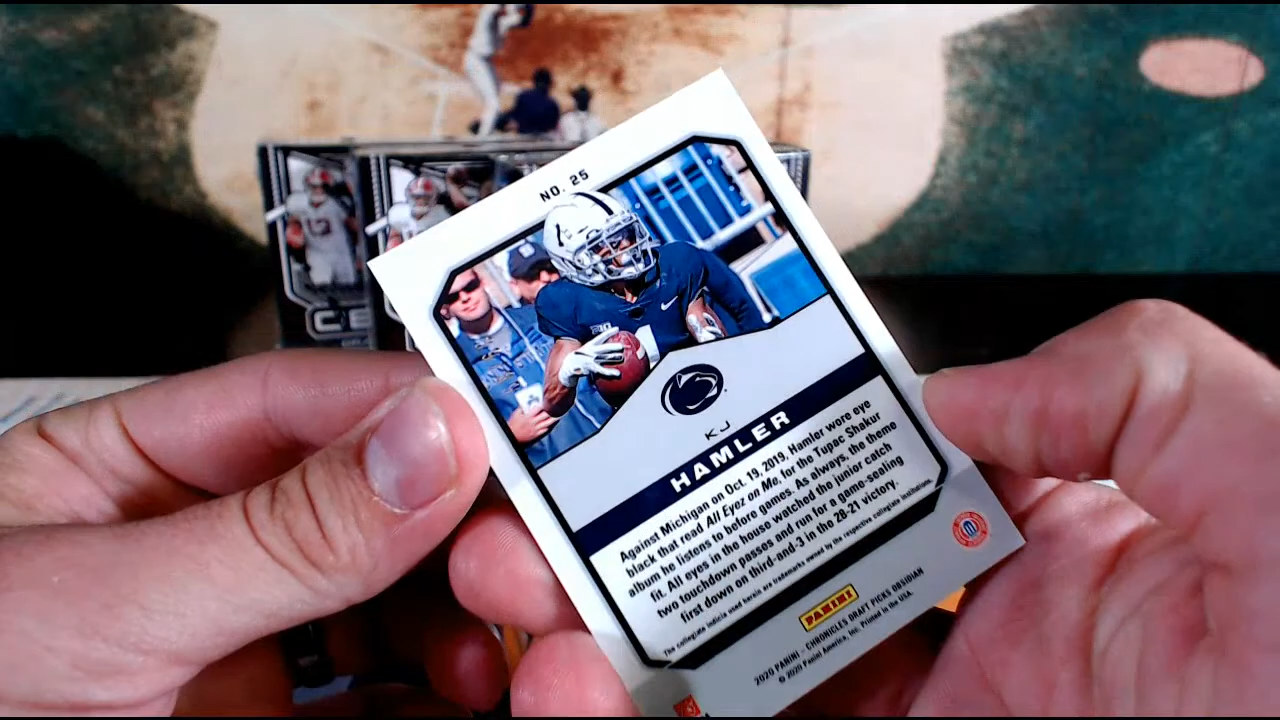 NO. 25
KJ
HAMLER
Against Michigan on Oct. 19, 2019, Hamler wore eye
black that read All Eyez on Me, for the Tupac Shakur
album he listens to before games. As always, the theme
fit. All eyes in the house watched the junior catch
two touchdown passes and run for a game-sealing
first down on third-and-3 in the 28-21 victory.
The collegiate indicia used herein are trademarks owned by the respective collegiate institutions.
PANINI
2020 PANINI – CHRONICLES DRAFT PICKS OBSIDIAN
© 2020 Panini America, Inc. Printed in the USA.